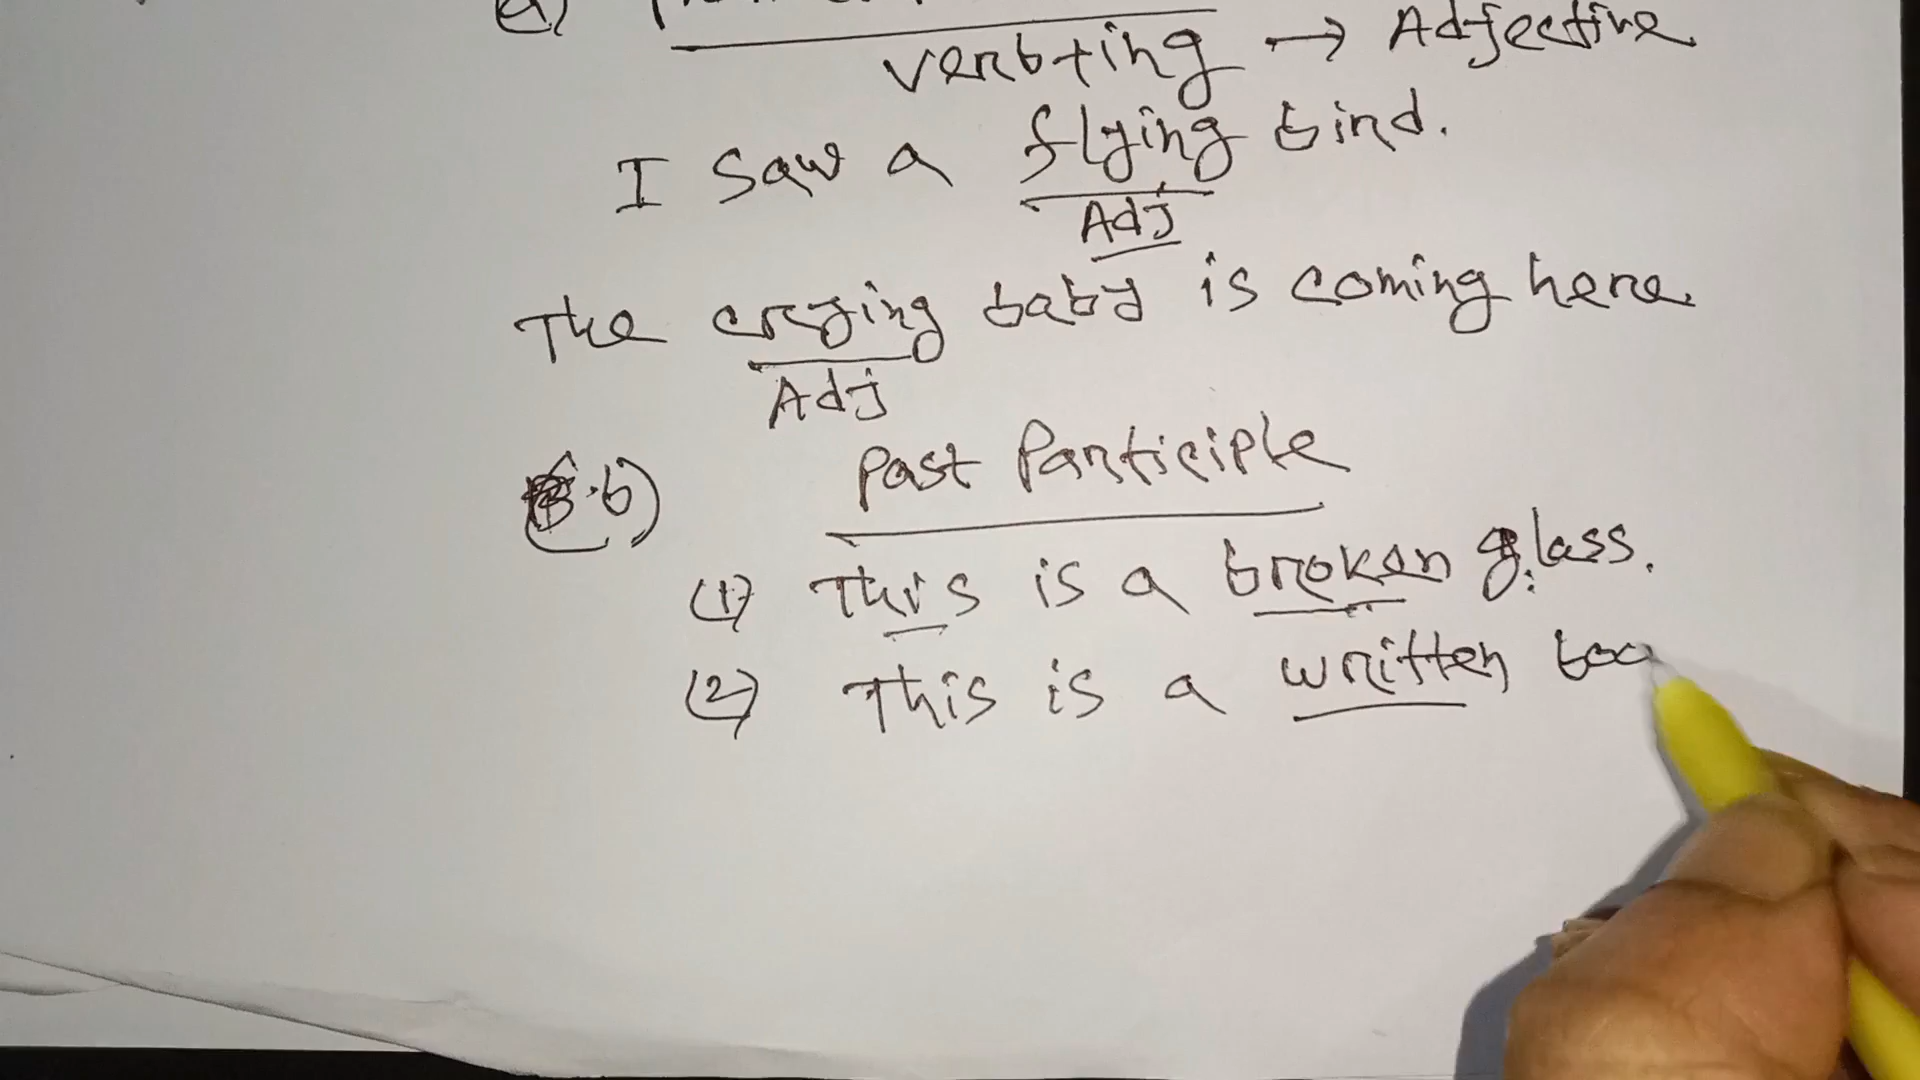 a)
verb+ing → Adjective
I saw a flying bird.
Adj
The crying baby is coming here.
Adj
b) Past Participle
(1) This is a broken glass.
(2) This is a written boo